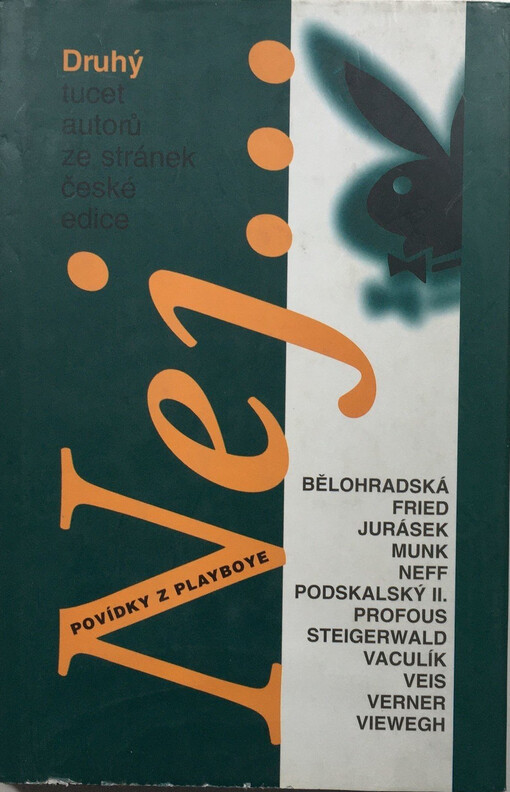 Druhý
tucet
autorů
ze stránek
české
edice
Nej...
POVÍDKY Z PLAYBOYE
BĚLOHRADSKÁ
FRIED
JURÁSEK
MUNK
NEFF
PODSKALSKÝ II.
PROFOUS
STEIGERWALD
VACULÍK
VEIS
VERNER
VIEWEGH